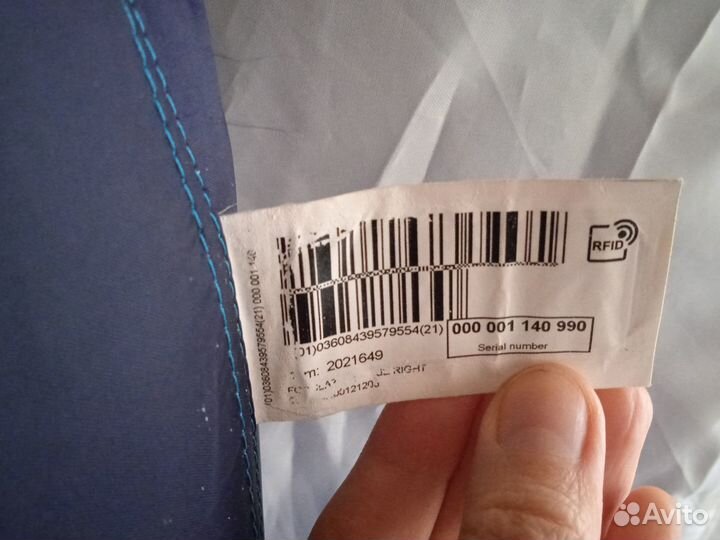 RFID
(01)03608439579554(21)
000 001 140 990
Serial number
2021649
RIGHT
(01)03608439579554(21) 000 001 140
Avito